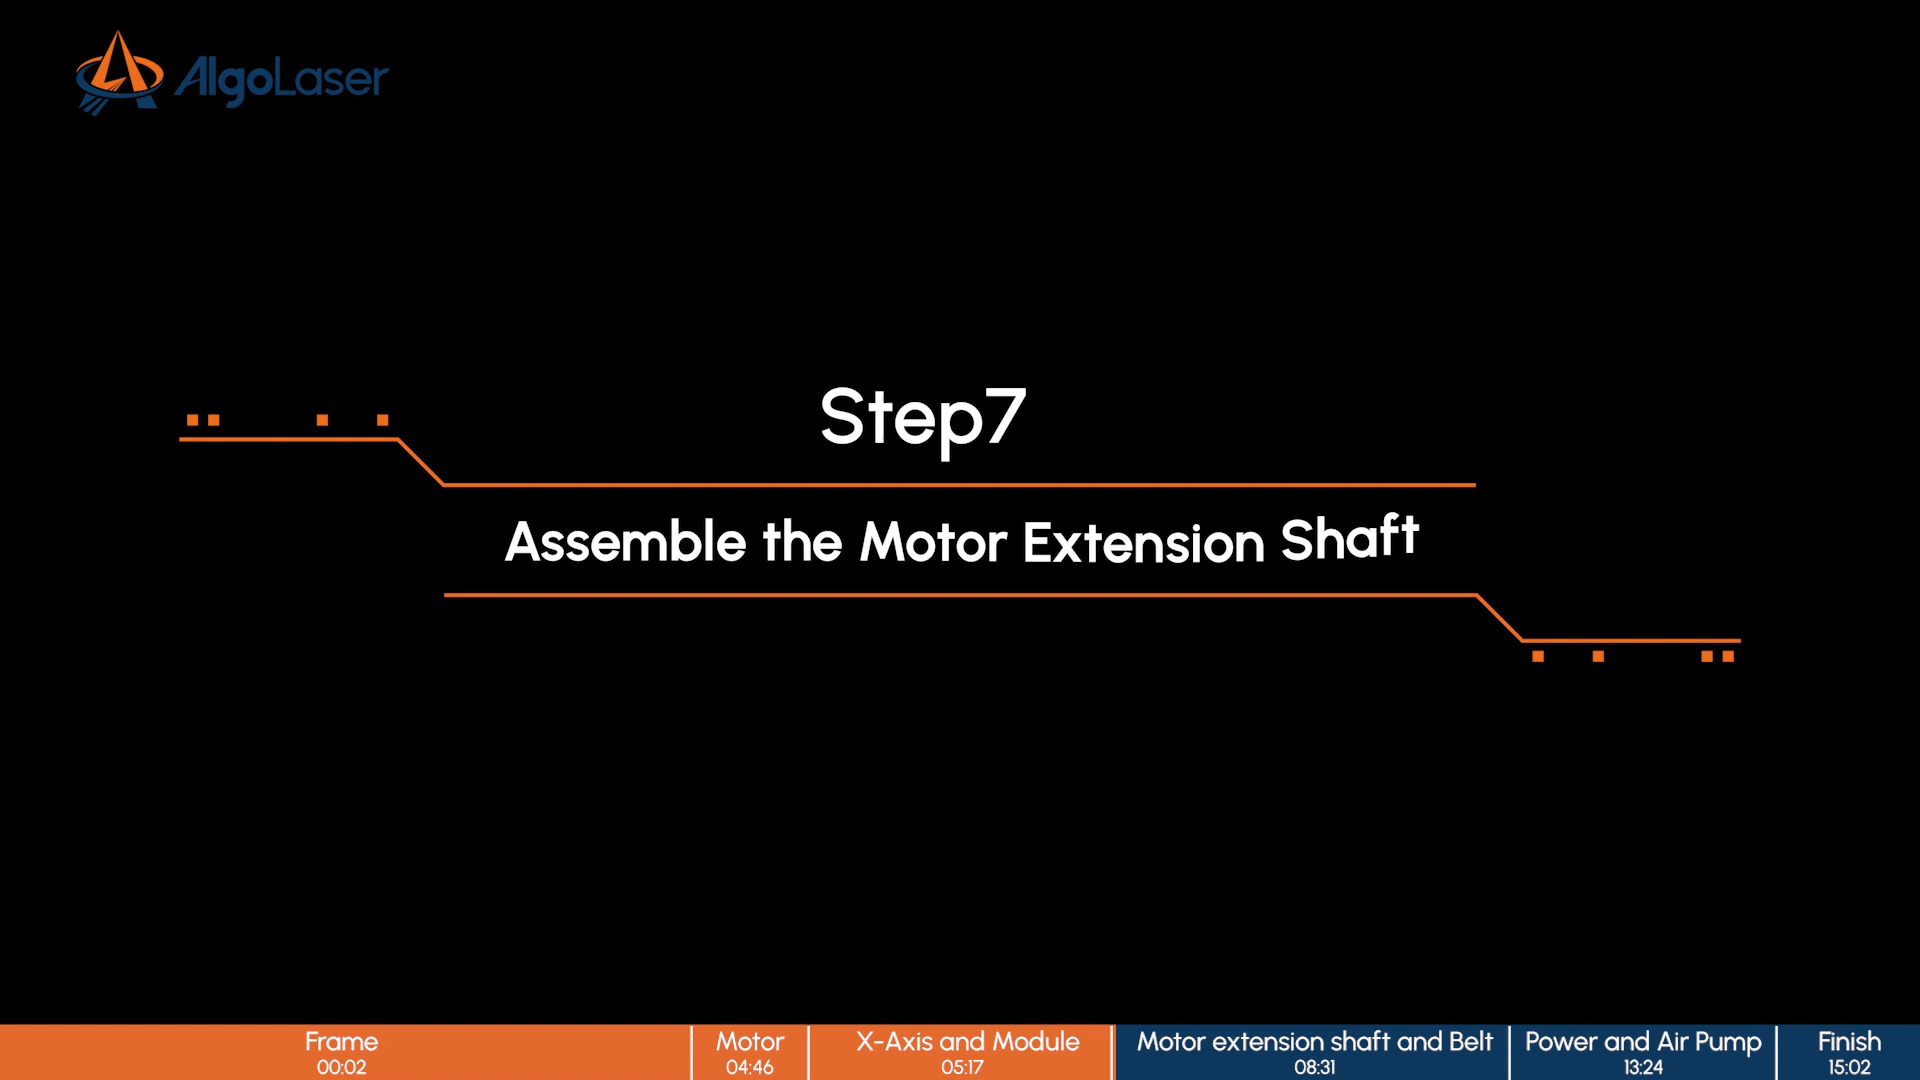 AlgoLaser
Step7
Assemble the Motor Extension Shaft
Frame
00:02
Motor
04:46
X-Axis and Module
05:17
Motor extension shaft and Belt
08:31
Power and Air Pump
13:24
Finish
15:02